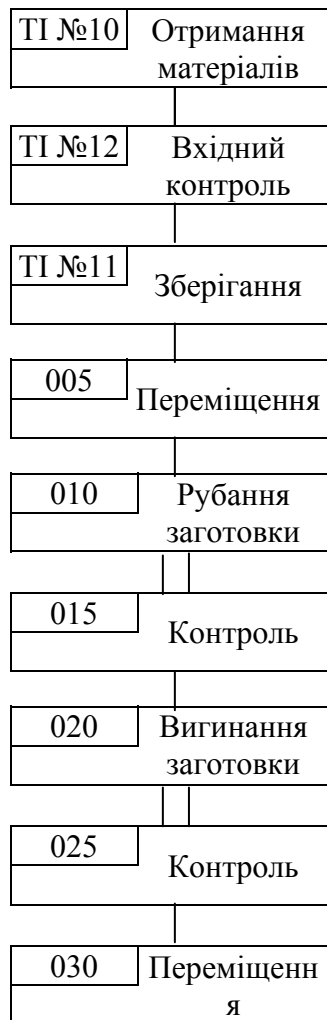 ТІ №10 Отримання
матеріалів
ТІ №12 Вхідний
контроль
ТІ №11
Зберігання
005
Переміщення
010 Рубання
заготовки
015
Контроль
020 Вигинання
заготовки
025
Контроль
030 Переміщенн
я